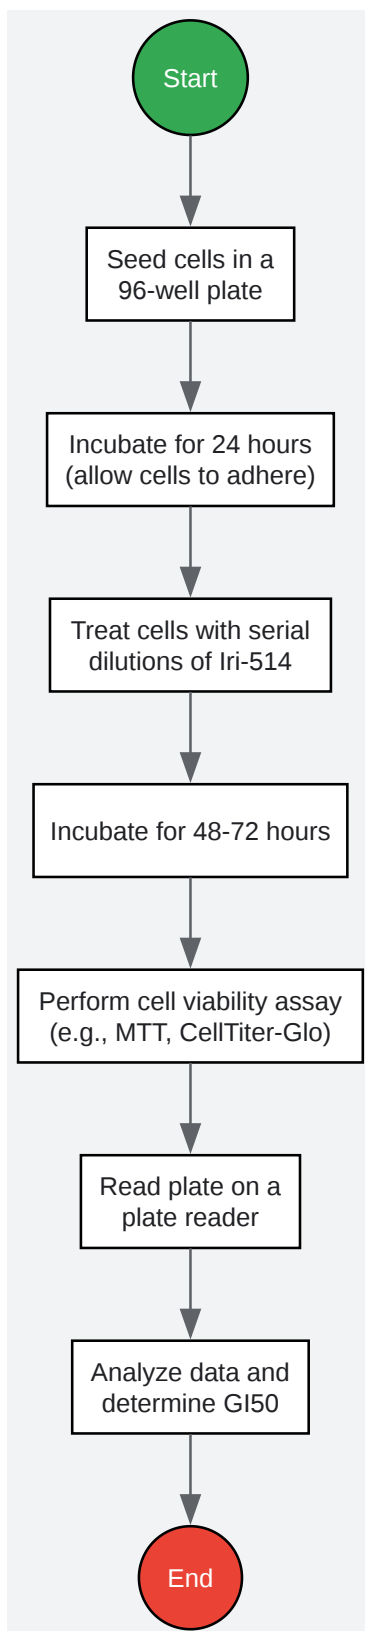 Start
Seed cells in a
96-well plate
Incubate for 24 hours
(allow cells to adhere)
Treat cells with serial
dilutions of Iri-514
Incubate for 48-72 hours
Perform cell viability assay
(e.g., MTT, CellTiter-Glo)
Read plate on a
plate reader
Analyze data and
determine GI50
End